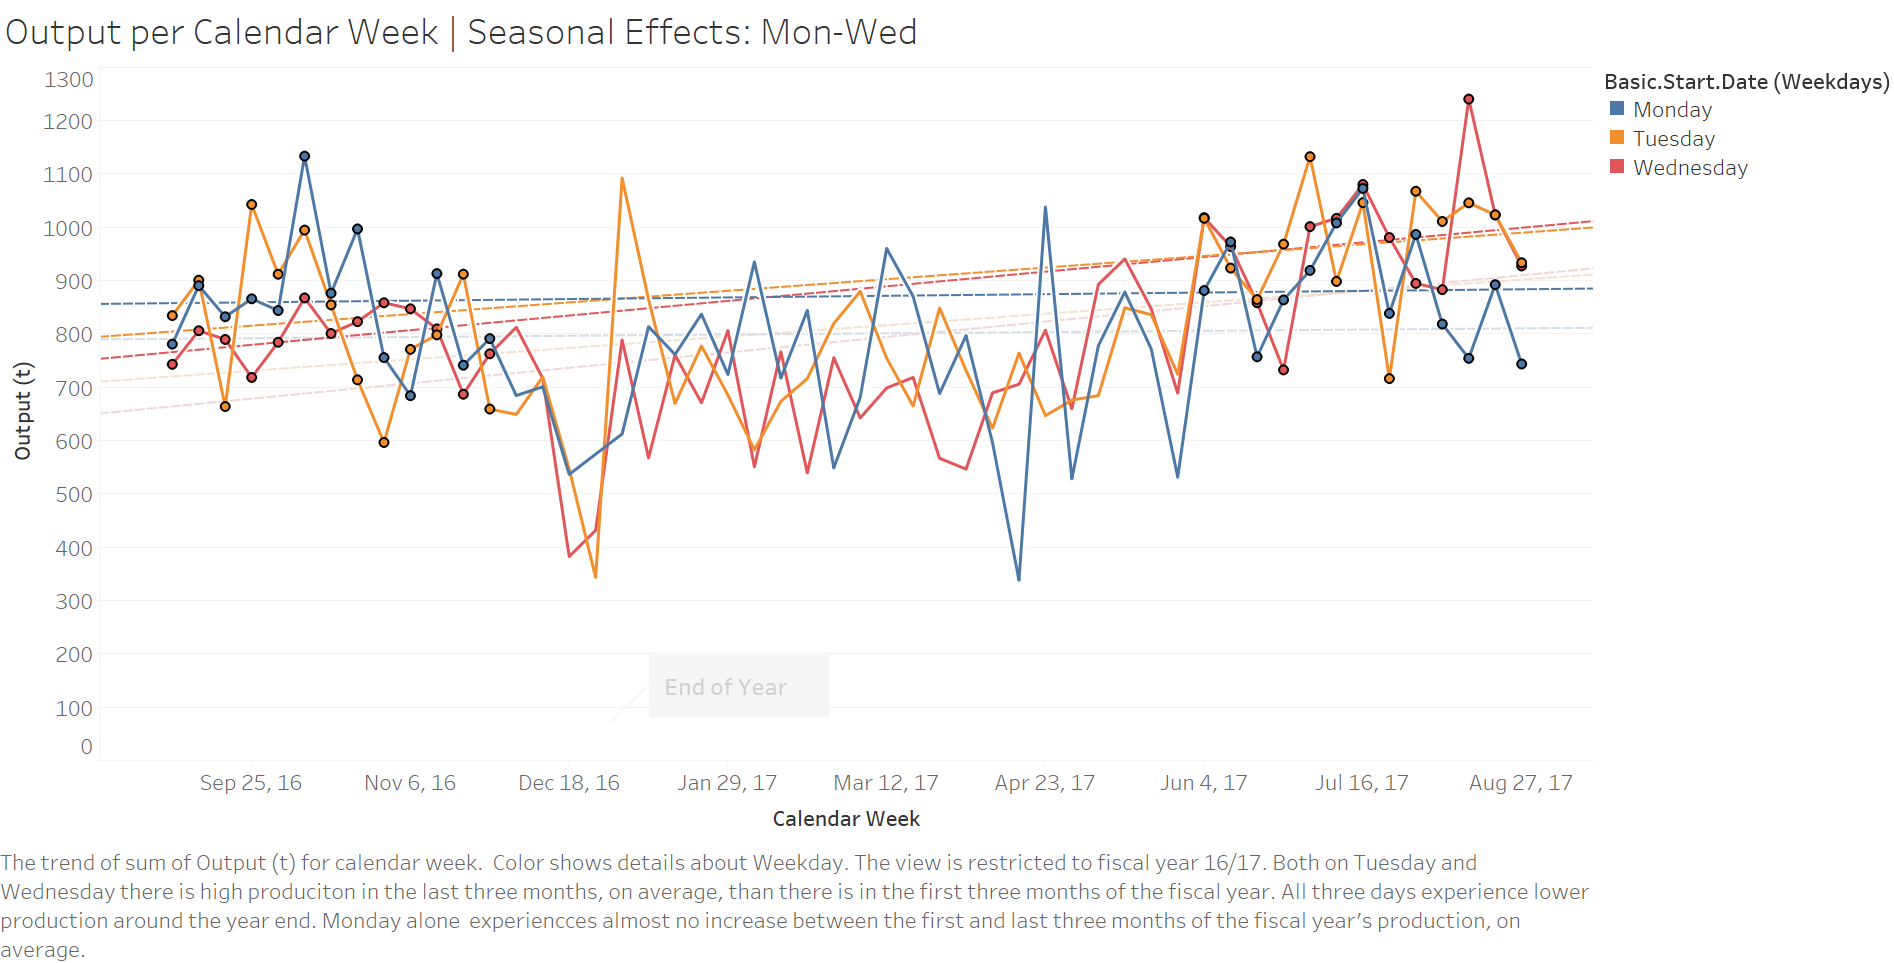 Output per Calendar Week | Seasonal Effects: Mon-Wed
Basic.Start.Date (Weekdays)
Monday
Tuesday
Wednesday
1300
1200
1100
1000
900
800
700
600
500
400
300
200
100
0
Output (t)
End of Year
Sep 25, 16
Nov 6, 16
Dec 18, 16
Jan 29, 17
Mar 12, 17
Apr 23, 17
Jun 4, 17
Jul 16, 17
Aug 27, 17
Calendar Week
The trend of sum of Output (t) for calendar week.  Color shows details about Weekday. The view is restricted to fiscal year 16/17. Both on Tuesday and
Wednesday there is high produciton in the last three months, on average, than there is in the first three months of the fiscal year. All three days experience lower
production around the year end. Monday alone  experiencces almost no increase between the first and last three months of the fiscal year's production, on
average.